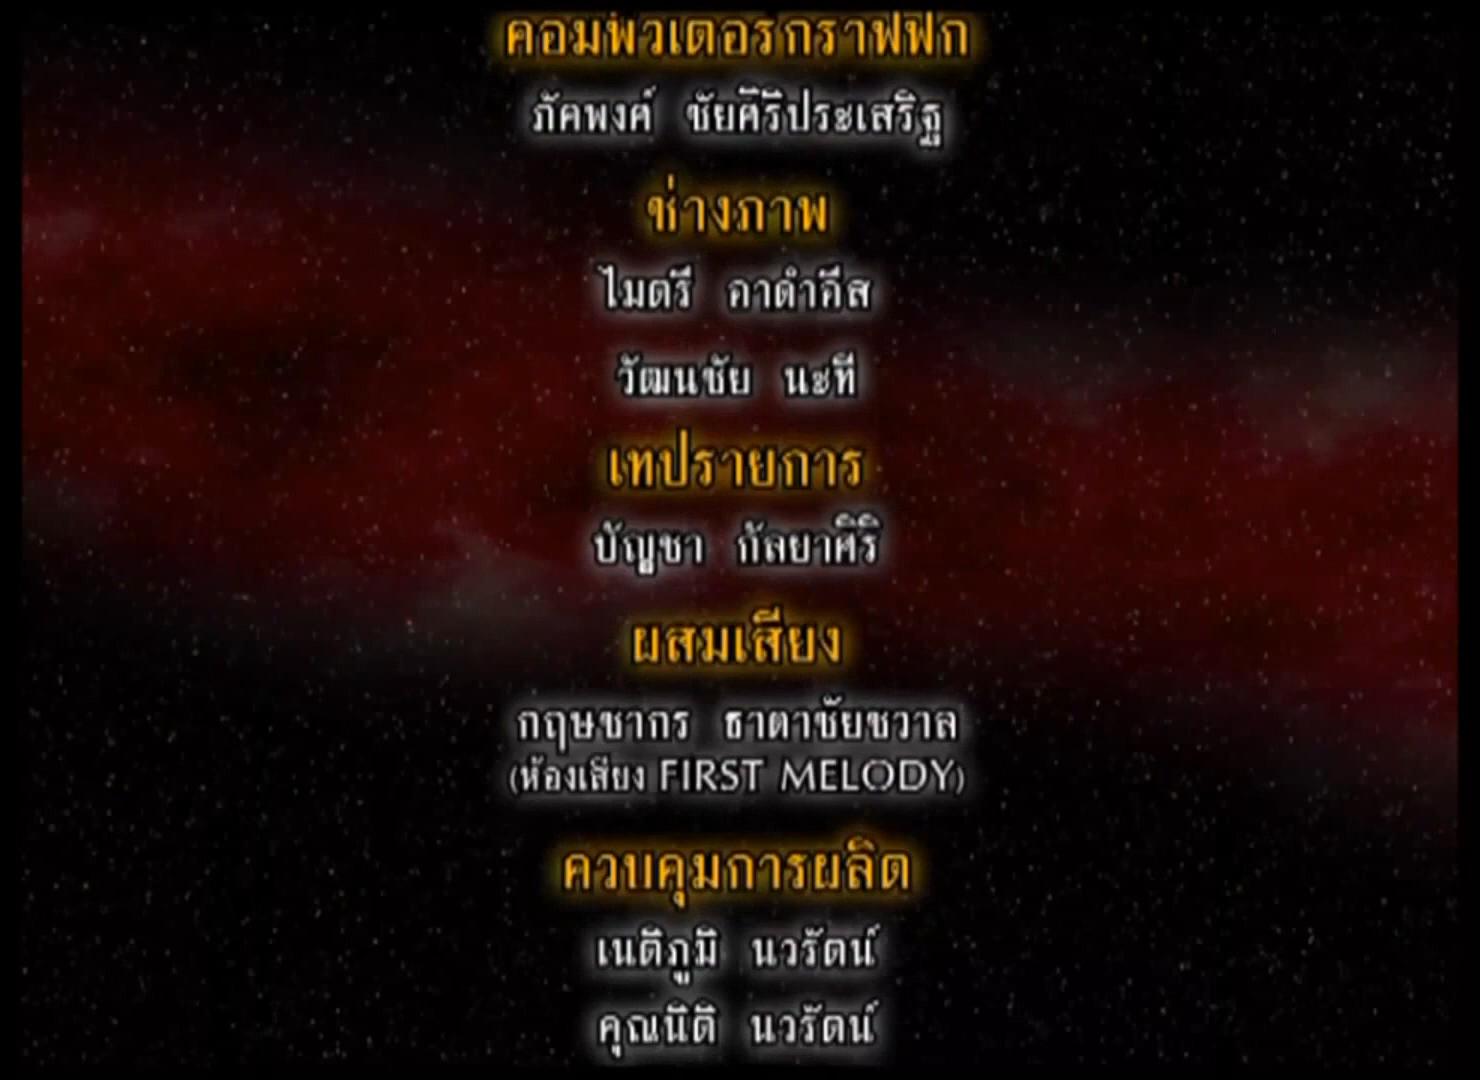 คอมพิวเตอร์กราฟฟิก
ภัคพงศ์ ชัยศิริประเสริฐ
ช่างภาพ
ไมตรี อาดำอีส
วัฒนชัย นะที
เทปรายการ
บัญชา กัลยาศิริ
ผสมเสียง
กฤษชากร ธาดาชัยชวาล
(ห้องเสียง FIRST MELODY)
ควบคุมการผลิต
เนติภูมิ นวรัตน์
คุณนิติ นวรัตน์